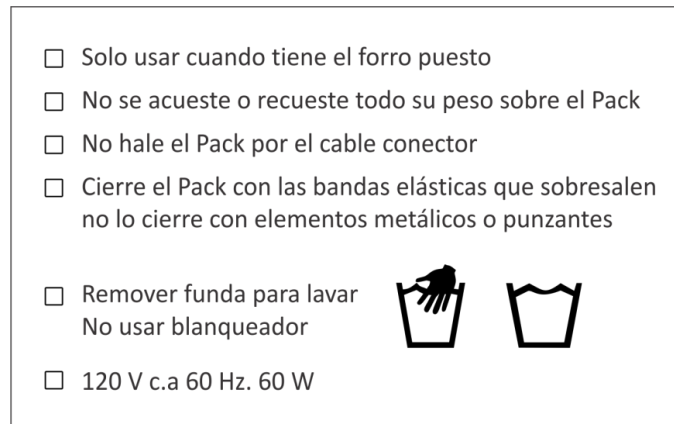 Solo usar cuando tiene el forro puesto
No se acueste o recueste todo su peso sobre el Pack
No hale el Pack por el cable conector
Cierre el Pack con las bandas elásticas que sobresalen
no lo cierre con elementos metálicos o punzantes
Remover funda para lavar
No usar blanqueador
120 V c.a 60 Hz. 60 W